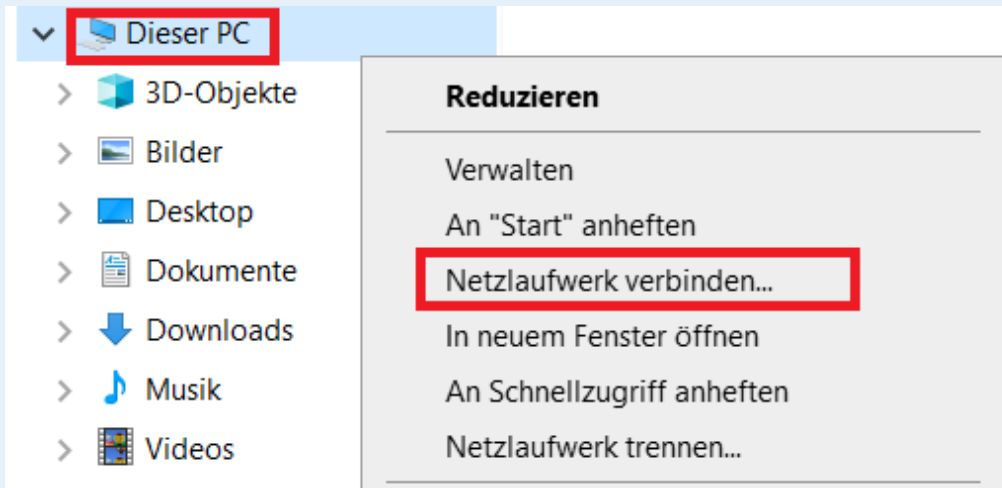 Dieser PC
3D-Objekte
Bilder
Desktop
Dokumente
Downloads
Musik
Videos
Reduzieren
Verwalten
An "Start" anheften
Netzlaufwerk verbinden...
In neuem Fenster öffnen
An Schnellzugriff anheften
Netzlaufwerk trennen...